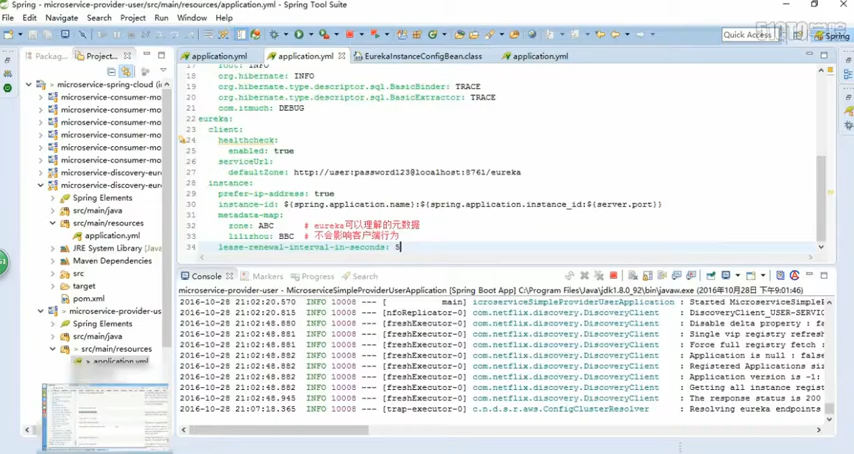 Spring - microservice-provider-user/src/main/resources/application.yml - Spring Tool Suite
File Edit Navigate Search Project Run Window Help
Quick Access
Spring
Packag...
Project...
application.yml
application.yml
EurekaInstanceConfigBean.class
application.yml
microservice-spring-cloud (in
microservice-consumer-mo
microservice-consumer-mo
microservice-consumer-mo
microservice-consumer-mo
microservice-consumer-mo
microservice-consumer-mo
microservice-discovery-eure
microservice-discovery-eure
Spring Elements
src/main/java
src/main/resources
application.yml
JRE System Library [Java
Maven Dependencies
src
target
pom.xml
microservice-provider-us
Spring Elements
src/main/java
> src/main/resources
> application.yml
17 root: INFO
18 org.hibernate: INFO
19 org.hibernate.type.descriptor.sql.BasicBinder: TRACE
20 org.hibernate.type.descriptor.sql.BasicExtractor: TRACE
21 com.itmuch: DEBUG
22 eureka:
23 client:
24 healthcheck:
25 enabled: true
26 serviceUrl:
27 defaultZone: http://user:password123@localhost:8761/eureka
28 instance:
29 prefer-ip-address: true
30 instance-id: ${spring.application.name}:${spring.application.instance_id:${server.port}}
31 metadata-map:
32 zone: ABC # eureka可以理解的元数据
33 lilizhou: BBC # 不会影响客户端行为
34 lease-renewal-interval-in-seconds: 5
Console Markers Progress Search
microservice-provider-user - MicroserviceSimpleProviderUserApplication [Spring Boot App] C:\Program Files\Java\jdk1.8.0_92\bin\javaw.exe (2016年10月28日 下午9:01:46)
2016-10-28 21:02:20.570 INFO 10008 --- [ main] icroserviceSimpleProviderUserApplication : Started MicroserviceSimp
2016-10-28 21:02:20.815 INFO 10008 --- [nfoReplicator-0] com.netflix.discovery.DiscoveryClient : DiscoveryClient_USER-SERV
2016-10-28 21:02:48.880 INFO 10008 --- [freshExecutor-0] com.netflix.discovery.DiscoveryClient : Disable delta property : f
2016-10-28 21:02:48.881 INFO 10008 --- [freshExecutor-0] com.netflix.discovery.DiscoveryClient : Single vip registry refres
2016-10-28 21:02:48.881 INFO 10008 --- [freshExecutor-0] com.netflix.discovery.DiscoveryClient : Force full registry fetch :
2016-10-28 21:02:48.882 INFO 10008 --- [freshExecutor-0] com.netflix.discovery.DiscoveryClient : Application is null : false
2016-10-28 21:02:48.882 INFO 10008 --- [freshExecutor-0] com.netflix.discovery.DiscoveryClient : Registered Applications siz
2016-10-28 21:02:48.882 INFO 10008 --- [freshExecutor-0] com.netflix.discovery.DiscoveryClient : Application version is -1:
2016-10-28 21:02:48.882 INFO 10008 --- [freshExecutor-0] com.netflix.discovery.DiscoveryClient : Getting all instance regist
2016-10-28 21:02:48.945 INFO 10008 --- [freshExecutor-0] com.netflix.discovery.DiscoveryClient : The response status is 200
2016-10-28 21:07:18.365 INFO 10008 --- [trap-executor-0] c.n.d.s.r.aws.ConfigClusterResolver : Resolving eureka endpoints